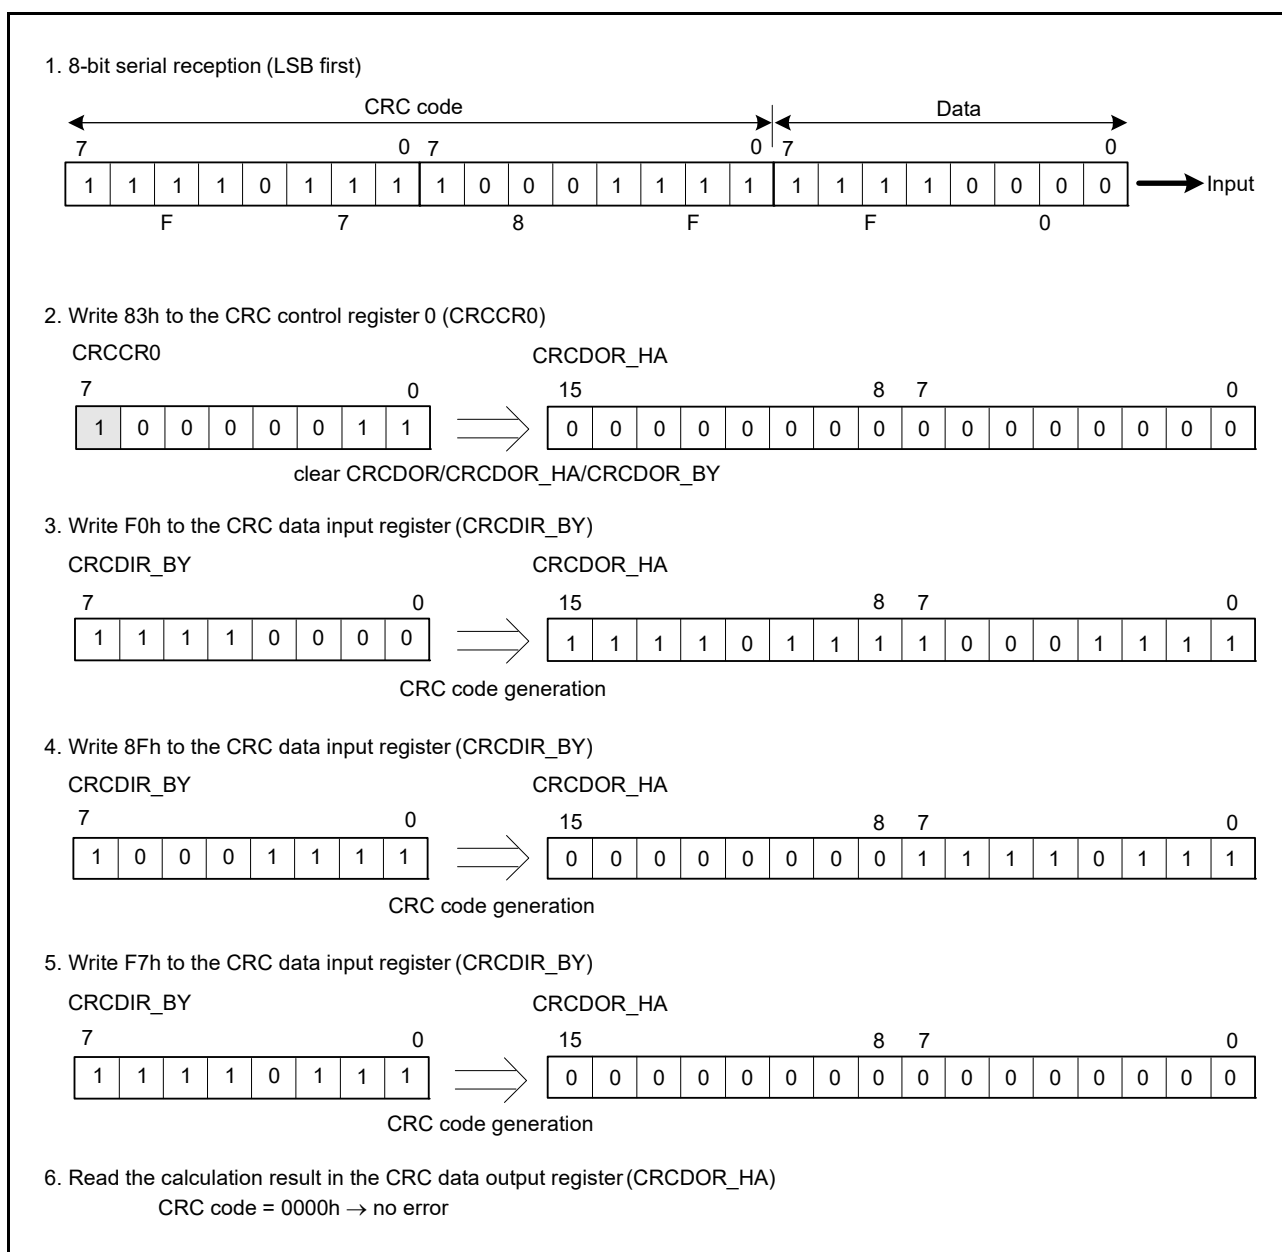 1. 8-bit serial reception (LSB first)
CRC code Data
7 0 7 0 7 0
1 1 1 1 0 1 1 1 1 0 0 0 1 1 1 1 1 1 1 1 0 0 0 0 Input
F 7 8 F F 0
2. Write 83h to the CRC control register 0 (CRCCR0)
CRCCR0 CRCDOR_HA
7 0 15 8 7 0
1 0 0 0 0 0 1 1 0 0 0 0 0 0 0 0 0 0 0 0 0 0 0 0
clear CRCDOR/CRCDOR_HA/CRCDOR_BY
3. Write F0h to the CRC data input register (CRCDIR_BY)
CRCDIR_BY CRCDOR_HA
7 0 15 8 7 0
1 1 1 1 0 0 0 0 1 1 1 1 0 1 1 1 1 0 0 0 1 1 1 1
CRC code generation
4. Write 8Fh to the CRC data input register (CRCDIR_BY)
CRCDIR_BY CRCDOR_HA
7 0 15 8 7 0
1 0 0 0 1 1 1 1 0 0 0 0 0 0 0 0 1 1 1 1 0 1 1 1
CRC code generation
5. Write F7h to the CRC data input register (CRCDIR_BY)
CRCDIR_BY CRCDOR_HA
7 0 15 8 7 0
1 1 1 1 0 1 1 1 0 0 0 0 0 0 0 0 0 0 0 0 0 0 0 0
CRC code generation
6. Read the calculation result in the CRC data output register (CRCDOR_HA)
CRC code = 0000h → no error